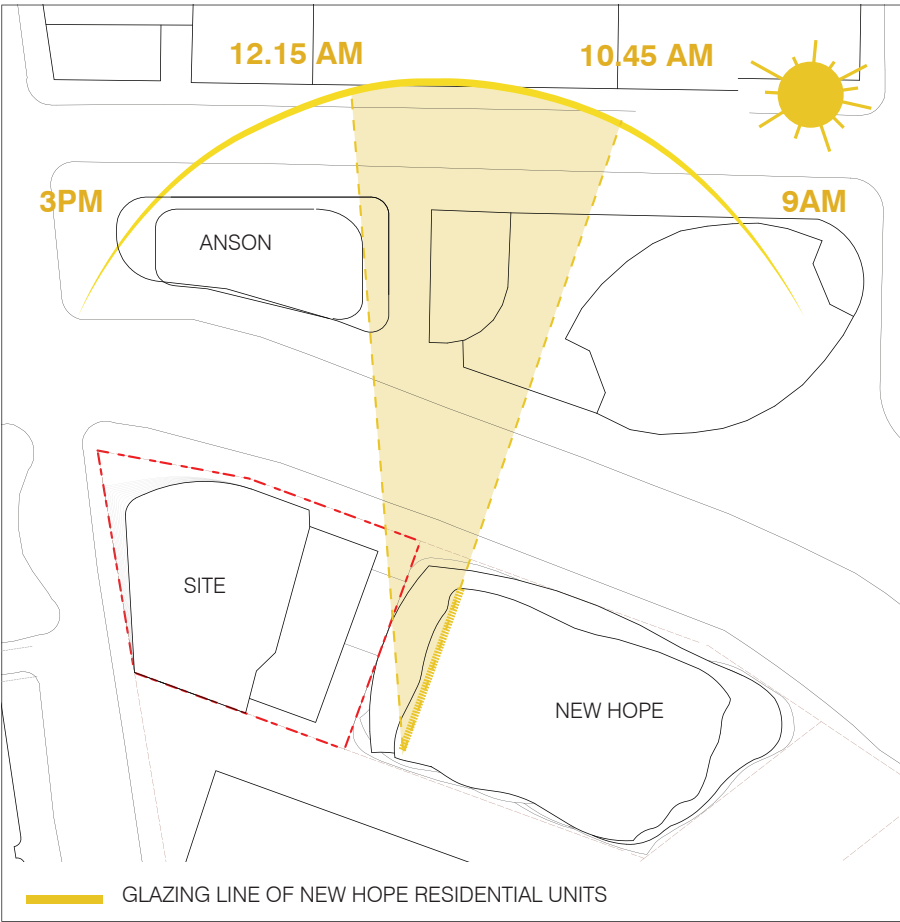 12.15 AM
10.45 AM
3PM
9AM
ANSON
SITE
NEW HOPE
GLAZING LINE OF NEW HOPE RESIDENTIAL UNITS